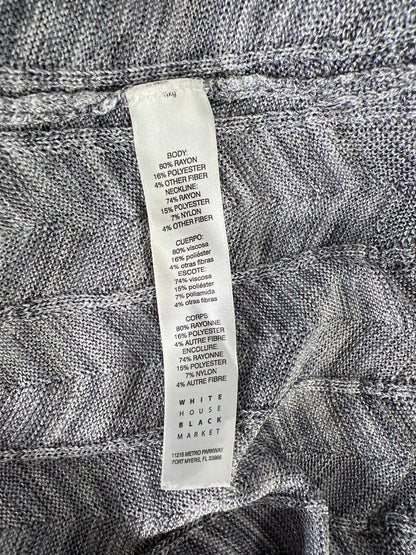 BODY:
80% RAYON
16% POLYESTER
4% OTHER FIBER
NECKLINE:
74% RAYON
15% POLYESTER
7% NYLON
4% OTHER FIBER
CUERPO:
80% viscosa
16% poliéster
4% otras fibras
ESCOTE:
74% viscosa
15% poliéster
7% poliamida
4% otras fibras
CORPS:
80% RAYONNE
16% POLYESTER
4% AUTRE FIBRE
ENCOLURE:
74% RAYONNE
15% POLYESTER
7% NYLON
4% AUTRE FIBRE
WHITE
HOUSE
BLACK
MARKET
11215 METRO PARKWAY
FORT MYERS, FL 33966